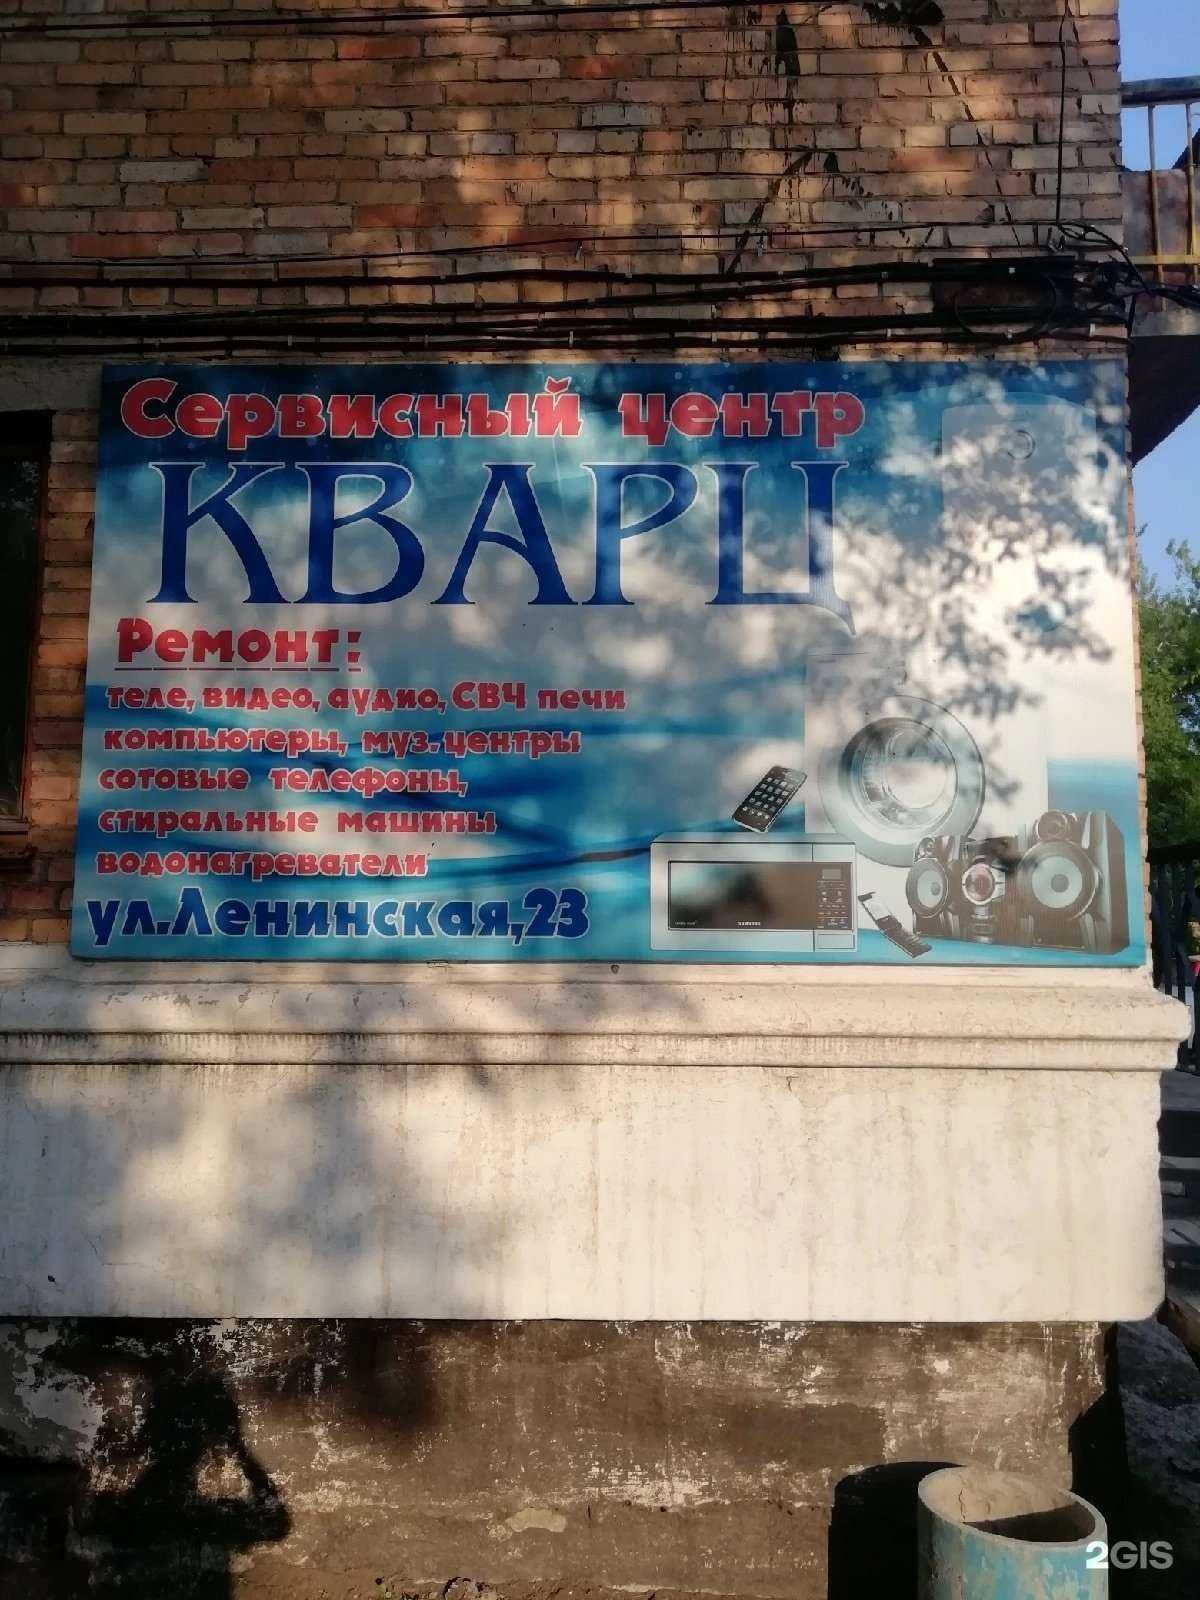 Сервисный центр
КВАРЦ
Ремонт:
теле, видео, аудио, СВЧ печи
компьютеры, муз.центры
сотовые телефоны,
стиральные машины
водонагреватели
ул.Ленинская,23
SAMSUNG
2GIS